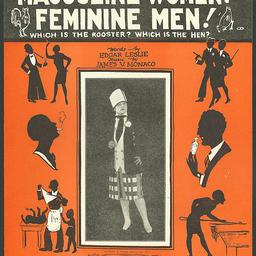 MASCULINE WOMEN!
FEMININE MEN!
WHICH IS THE ROOSTER? WHICH IS THE HEN?
Words by
EDGAR LESLIE
Music by
JAMES V. MONACO